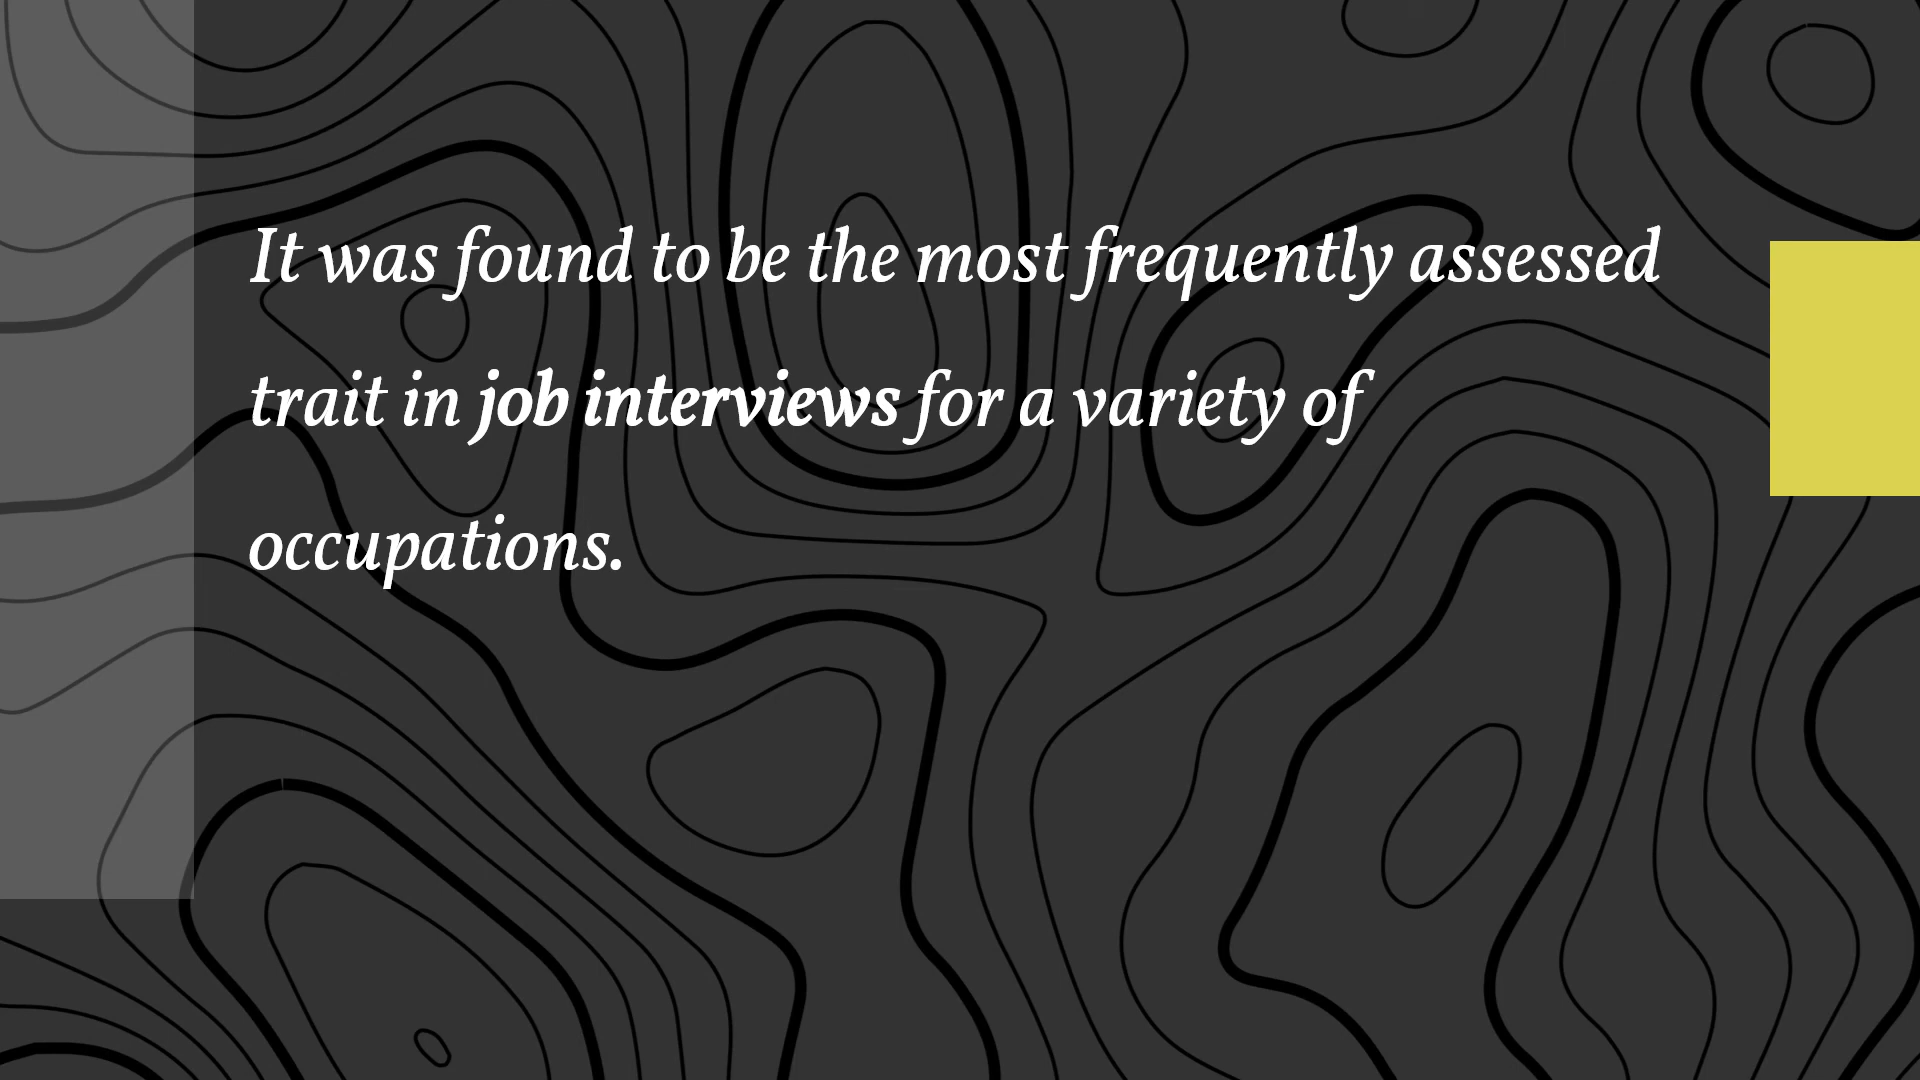 It was found to be the most frequently assessed
trait in job interviews for a variety of
occupations.